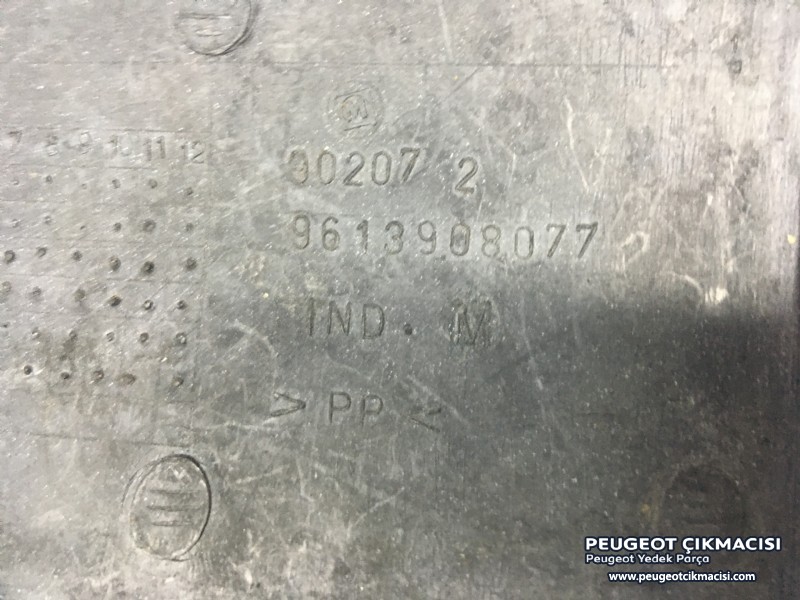 7 8 9 10 11 12
90207 2
9613908077
IND. M
> PP <
PEUGEOT ÇIKMACISI
Peugeot Yedek Parça
www.peugeotcikmacisi.com